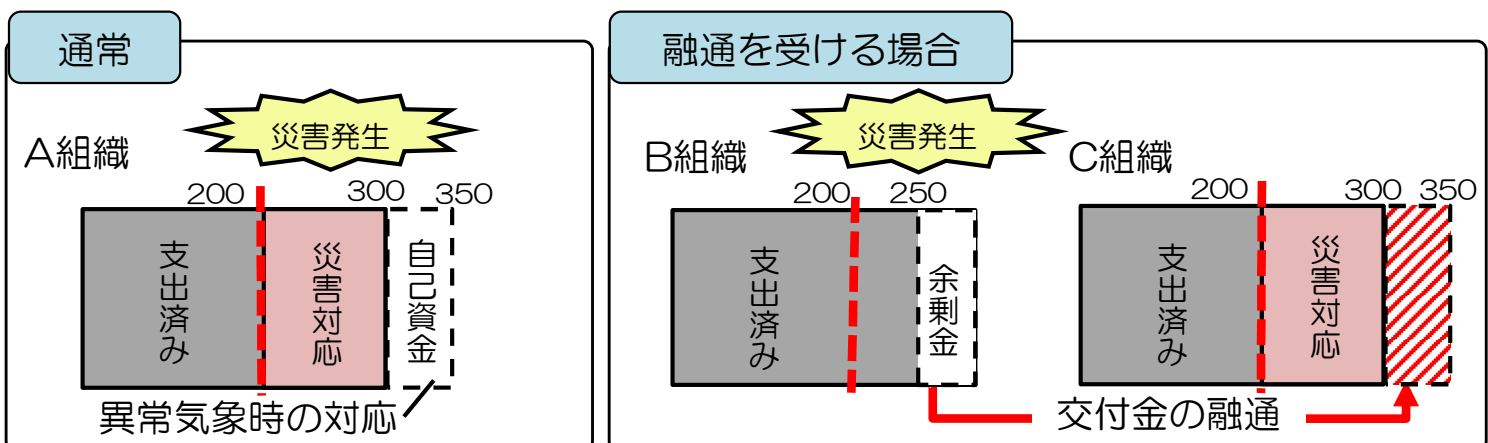 通常
災害発生
A組織
200
300
350
支出済み
災害対応
自己資金
異常気象時の対応
融通を受ける場合
災害発生
B組織
200
250
支出済み
余剰金
C組織
200
300
350
支出済み
災害対応
交付金の融通